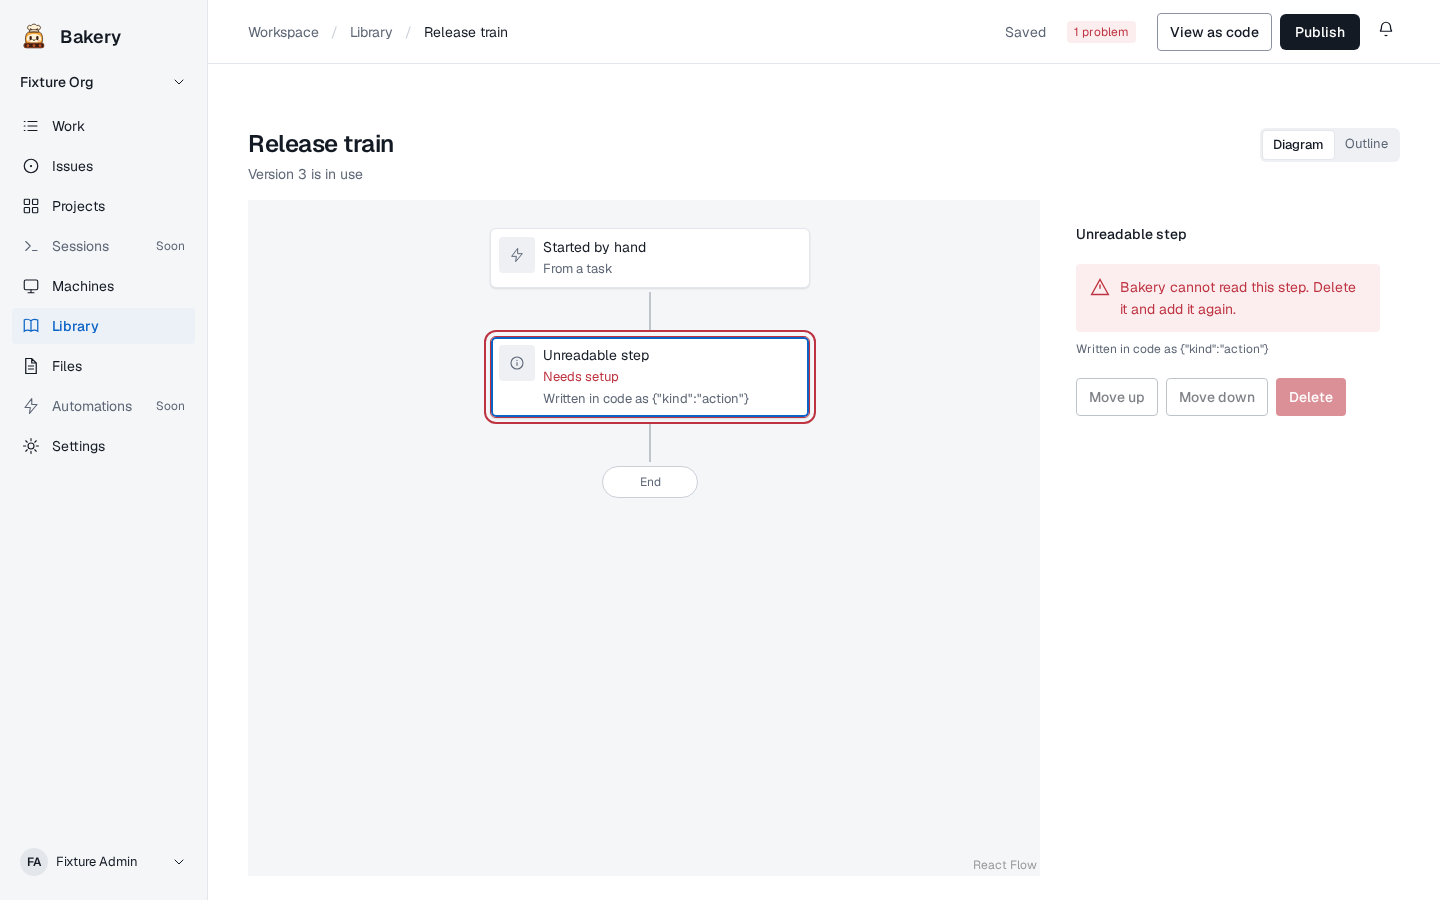 Bakery
Fixture Org
Work
Issues
Projects
Sessions Soon
Machines
Library
Files
Automations Soon
Settings
FA Fixture Admin
Workspace / Library / Release train
Saved
1 problem
View as code
Publish
Release train
Version 3 is in use
Diagram
Outline
Started by hand
From a task
Unreadable step
Needs setup
Written in code as {"kind":"action"}
End
React Flow
Unreadable step
Bakery cannot read this step. Delete
it and add it again.
Written in code as {"kind":"action"}
Move up
Move down
Delete